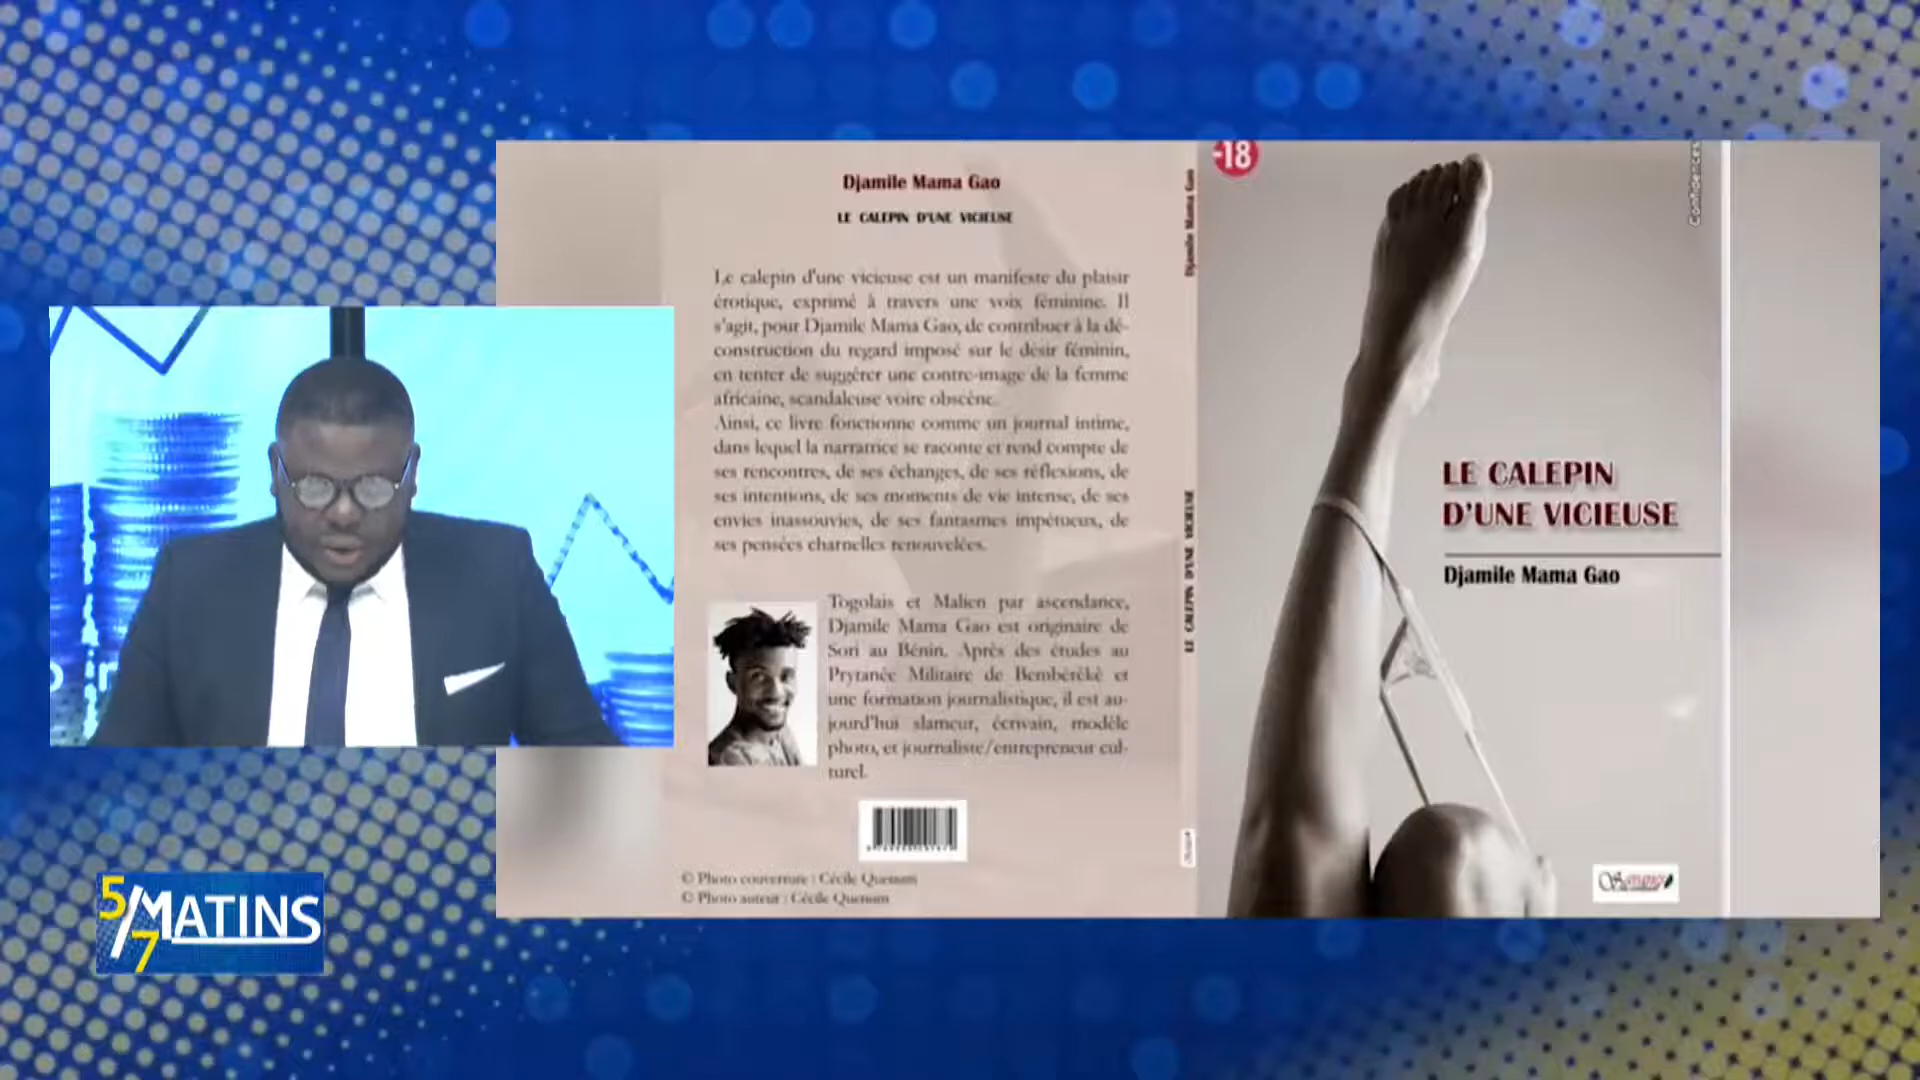 Djamile Mama Gao
LE CALEPIN D'UNE VICIEUSE
Le calepin d'une vicieuse est un manifeste du plaisir
érotique, exprimé à travers une voix féminine. Il
s'agit, pour Djamile Mama Gao, de contribuer à la dé-
construction du regard imposé sur le désir féminin,
en tenter de suggérer une contre-image de la femme
africaine, scandaleuse voire obscène.
Ainsi, ce livre fonctionne comme un journal intime,
dans lequel la narratrice se raconte et rend compte de
ses rencontres, de ses échanges, de ses réflexions, de
ses intentions, de ses moments de vie intense, de ses
envies inassouvies, de ses fantasmes impétueux, de
ses pensées charnelles renouvelées.
Togolais et Malien par ascendance,
Djamile Mama Gao est originaire de
Sori au Bénin. Après des études au
Prytanée Militaire de Bembèrèkè et
une formation journalistique, il est au-
jourd'hui slameur, écrivain, modèle
photo, et journaliste/entrepreneur cul-
turel.
© Photo couverture : Cécile Quenum
© Photo auteur : Cécile Quenum
Djamile Mama Gao
LE CALEPIN D'UNE VICIEUSE
-18
Confidences
LE CALEPIN
D'UNE VICIEUSE
Djamile Mama Gao
5/7 MATINS